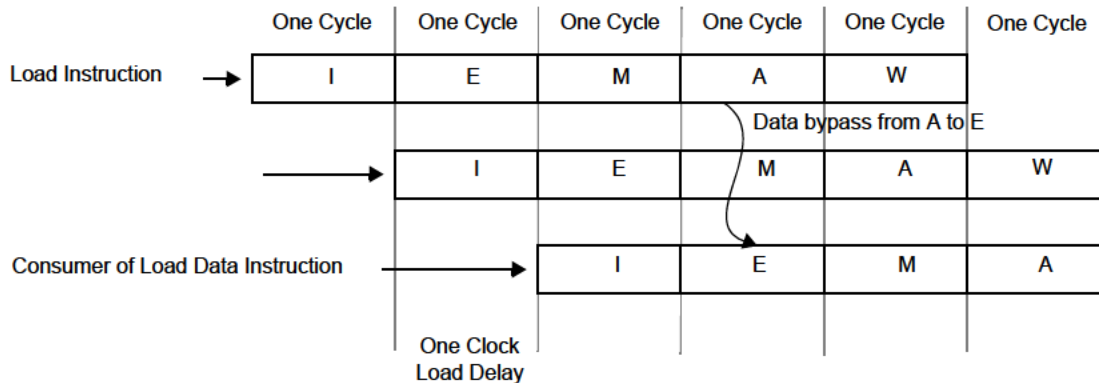 One Cycle One Cycle One Cycle One Cycle One Cycle One Cycle
Load Instruction I E M A W
Data bypass from A to E
I E M A W
Consumer of Load Data Instruction I E M A
One Clock
Load Delay